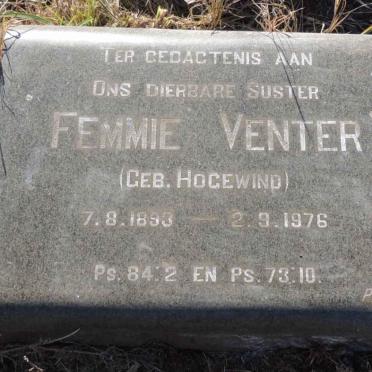 TER GEDAGTENIS AAN
ONS DIERBARE SUSTER
FEMMIE VENTER
(GEB. HOGEWIND)
7.8.1893 — 2.9.1976
PS. 84:2 EN PS. 73:10.